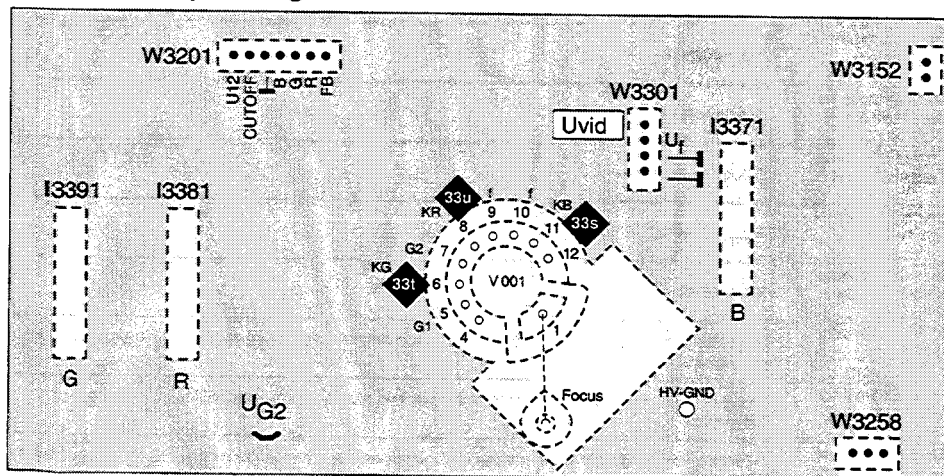 W3201
U12
CUTOFF
B
G
R
FB
W3152
W3301
Uvid
Uf
I3371
I3391
I3381
33u
KR
f
f
KB
33s
9
10
11
12
8
7
G2
KG
33t
6
5
G1
4
1
V001
B
G
R
UG2
Focus
HV-GND
W3258